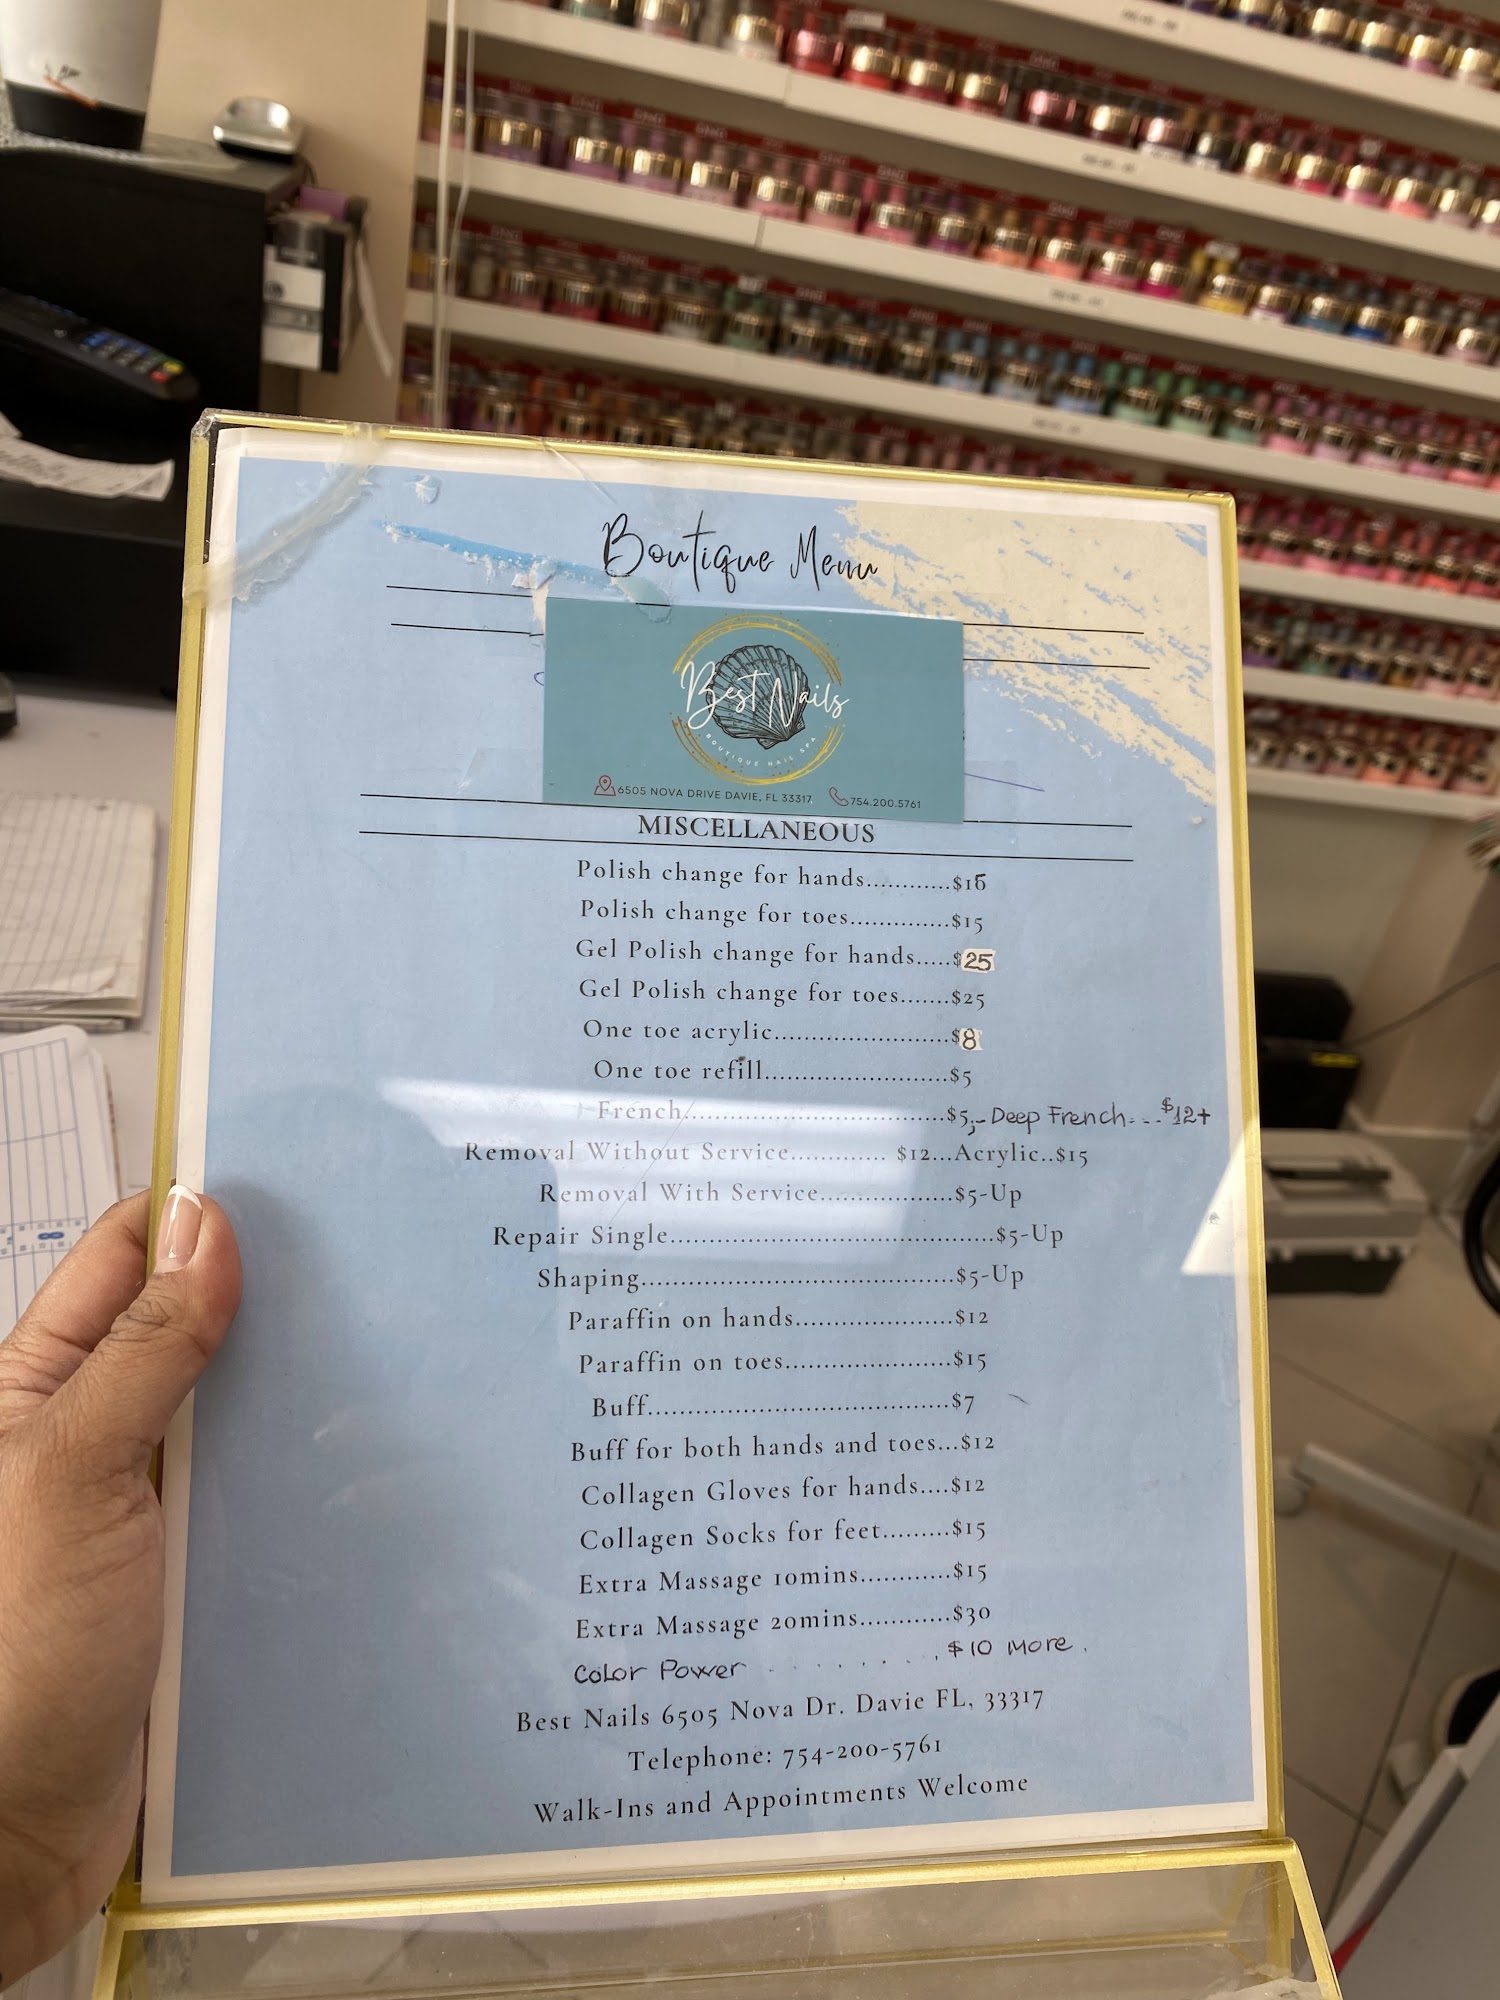 Boutique Menu
Best Nails
BOUTIQUE NAIL SPA
6505 NOVA DRIVE DAVIE, FL 33317 754.200.5761
MISCELLANEOUS
Polish change for hands............$15
Polish change for toes.............$15
Gel Polish change for hands.....$25
Gel Polish change for toes.......$25
One toe acrylic........................$8
One toe refill.........................$5
French....................................$5,- Deep French... $12+
Removal Without Service............. $12...Acrylic..$15
Removal With Service..................$5-Up
Repair Single............................................$5-Up
Shaping...........................................$5-Up
Paraffin on hands.....................$12
Paraffin on toes......................$15
Buff.........................................$7
Buff for both hands and toes...$12
Collagen Gloves for hands....$12
Collagen Socks for feet.........$15
Extra Massage 10mins............$15
Extra Massage 20mins............$30
Color Power ........ $10 More.
Best Nails 6505 Nova Dr. Davie FL, 33317
Telephone: 754-200-5761
Walk-Ins and Appointments Welcome